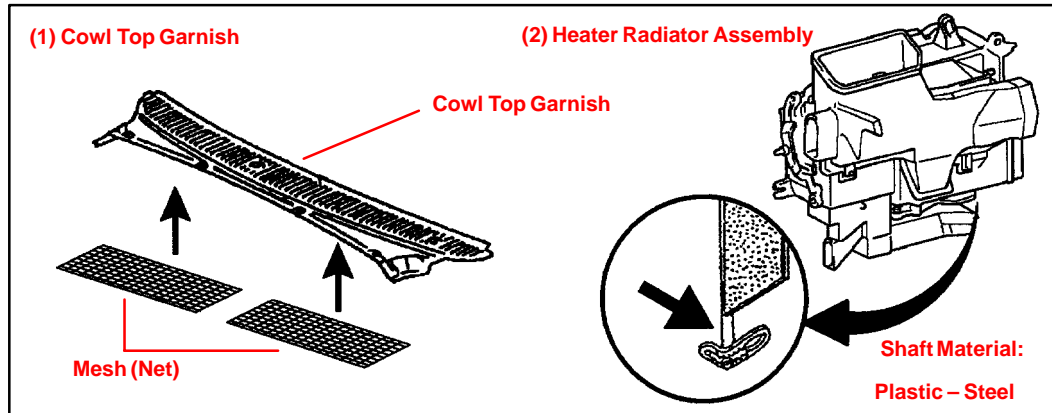 (1) Cowl Top Garnish
(2) Heater Radiator Assembly
Cowl Top Garnish
Mesh (Net)
Shaft Material:
Plastic – Steel